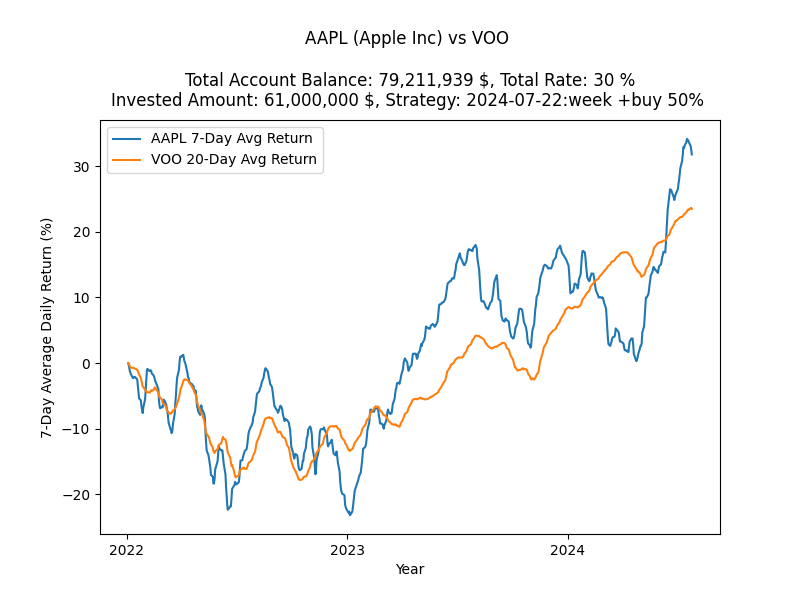 AAPL (Apple Inc) vs VOO
Total Account Balance: 79,211,939 $, Total Rate: 30 %
Invested Amount: 61,000,000 $, Strategy: 2024-07-22:week +buy 50%
AAPL 7-Day Avg Return
VOO 20-Day Avg Return
7-Day Average Daily Return (%)
30
20
10
0
−10
−20
2022
2023
2024
Year